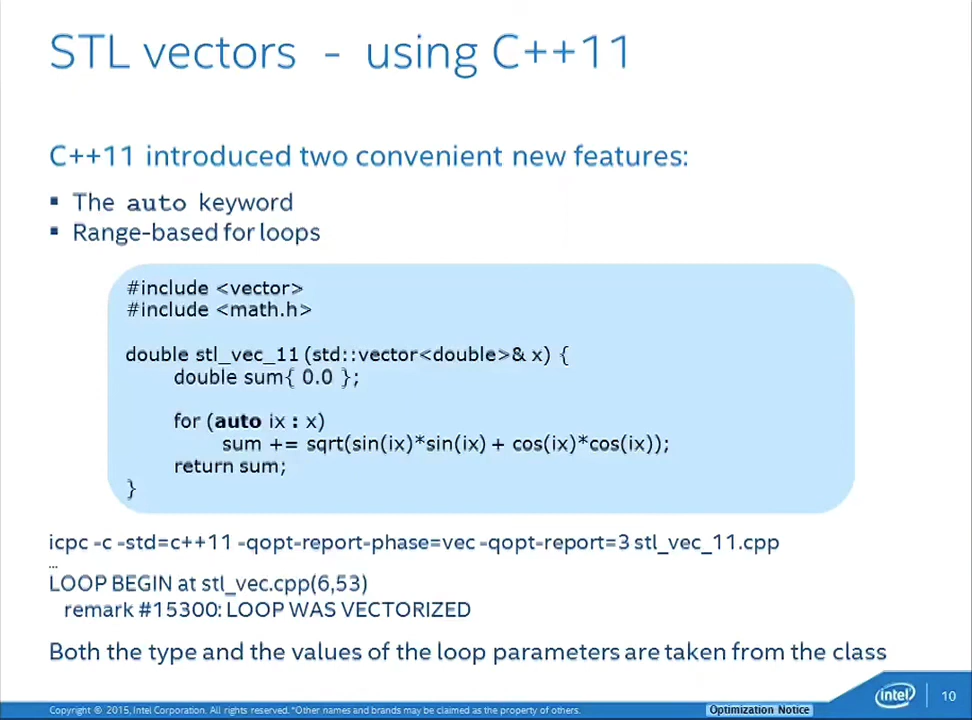 STL vectors - using C++11
C++11 introduced two convenient new features:
▪ The auto keyword
▪ Range-based for loops
#include <vector>
#include <math.h>
double stl_vec_11 (std::vector<double>& x) {
double sum{ 0.0 };
for (auto ix : x)
sum += sqrt(sin(ix)*sin(ix) + cos(ix)*cos(ix));
return sum;
}
icpc -c -std=c++11 -qopt-report-phase=vec -qopt-report=3 stl_vec_11.cpp
...
LOOP BEGIN at stl_vec.cpp(6,53)
remark #15300: LOOP WAS VECTORIZED
Both the type and the values of the loop parameters are taken from the class
Copyright © 2015, Intel Corporation. All rights reserved. *Other names and brands may be claimed as the property of others.
Optimization Notice
intel
10